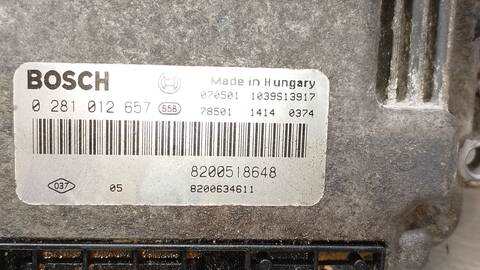 BOSCH Made in Hungary
070501 1039S13917
0 281 012 657 556 78501 1414 0374
8200518648
037 05 8200634611